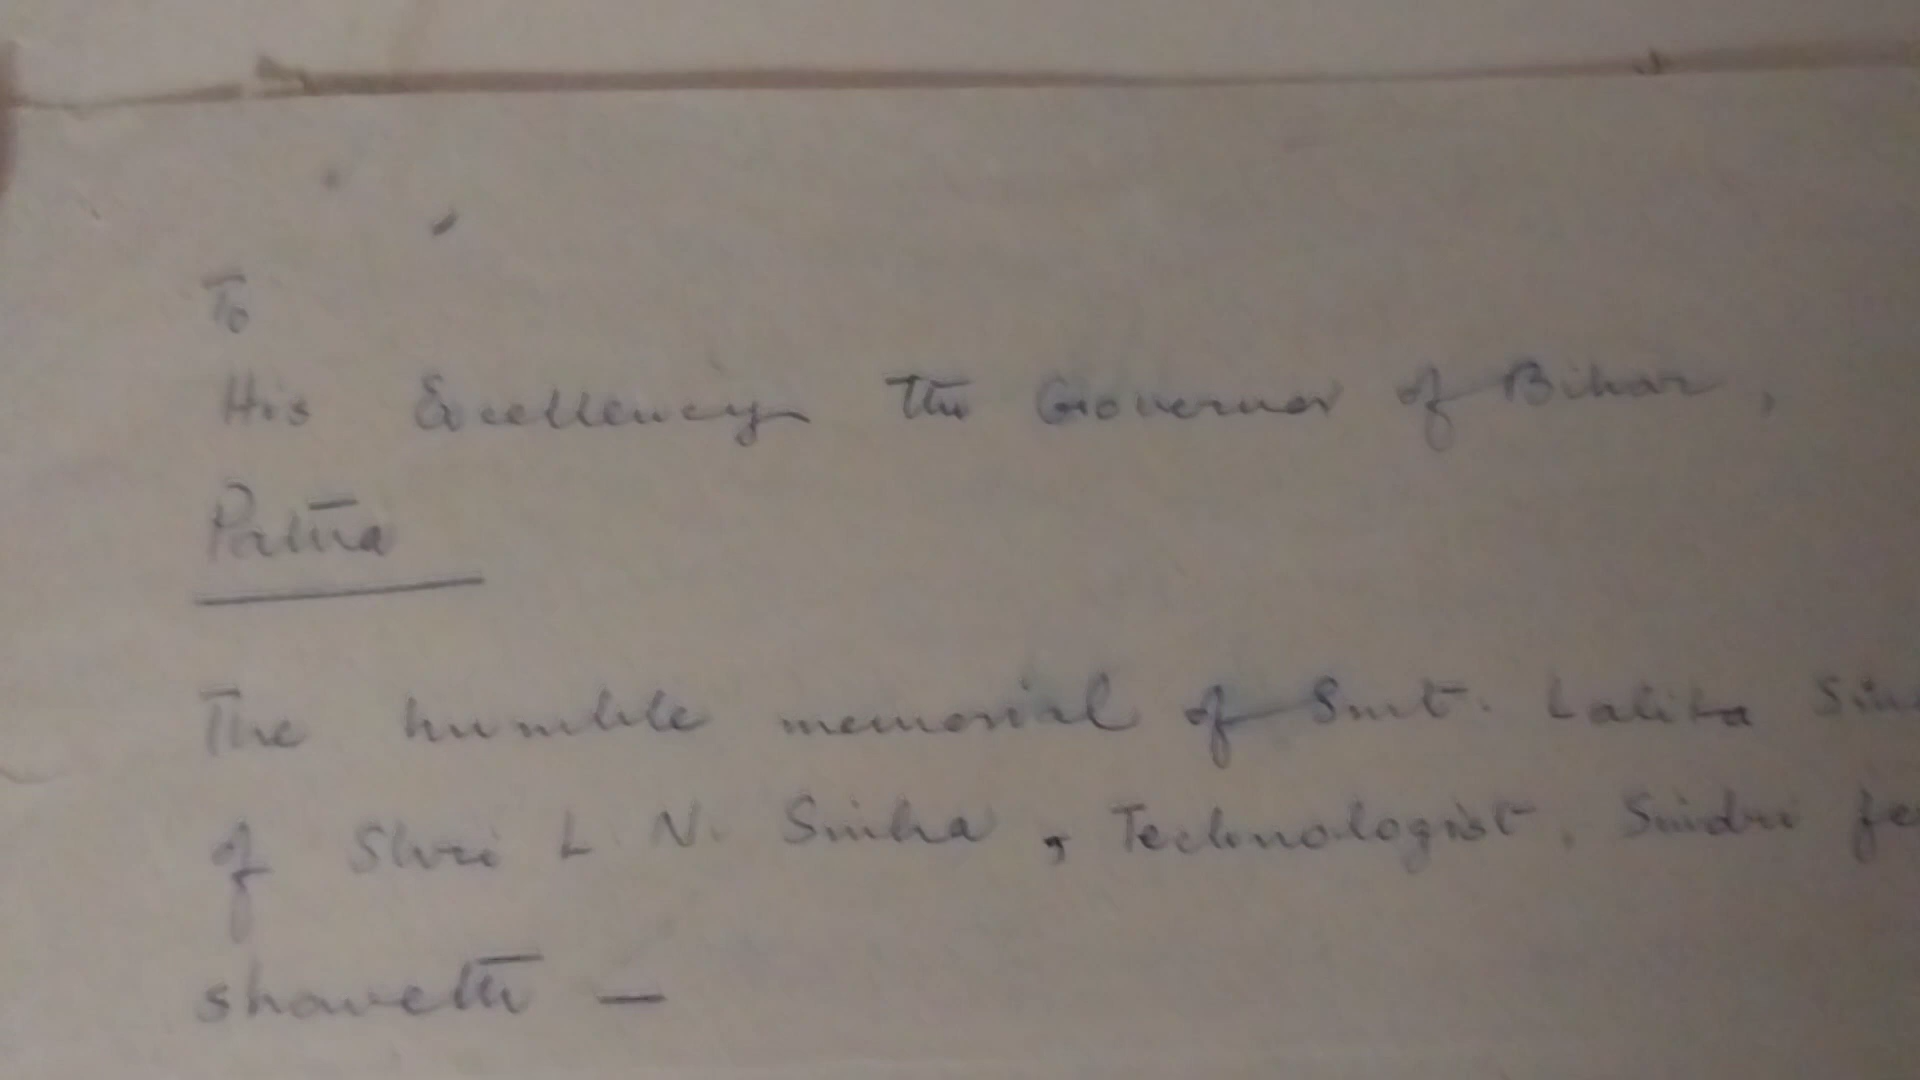 To
His Excellency the Governor of Bihar,
Patna
The humble memorial of Smt. Lalita
of Shri L. N. Sinha, Technologist, Sindri
showeth —